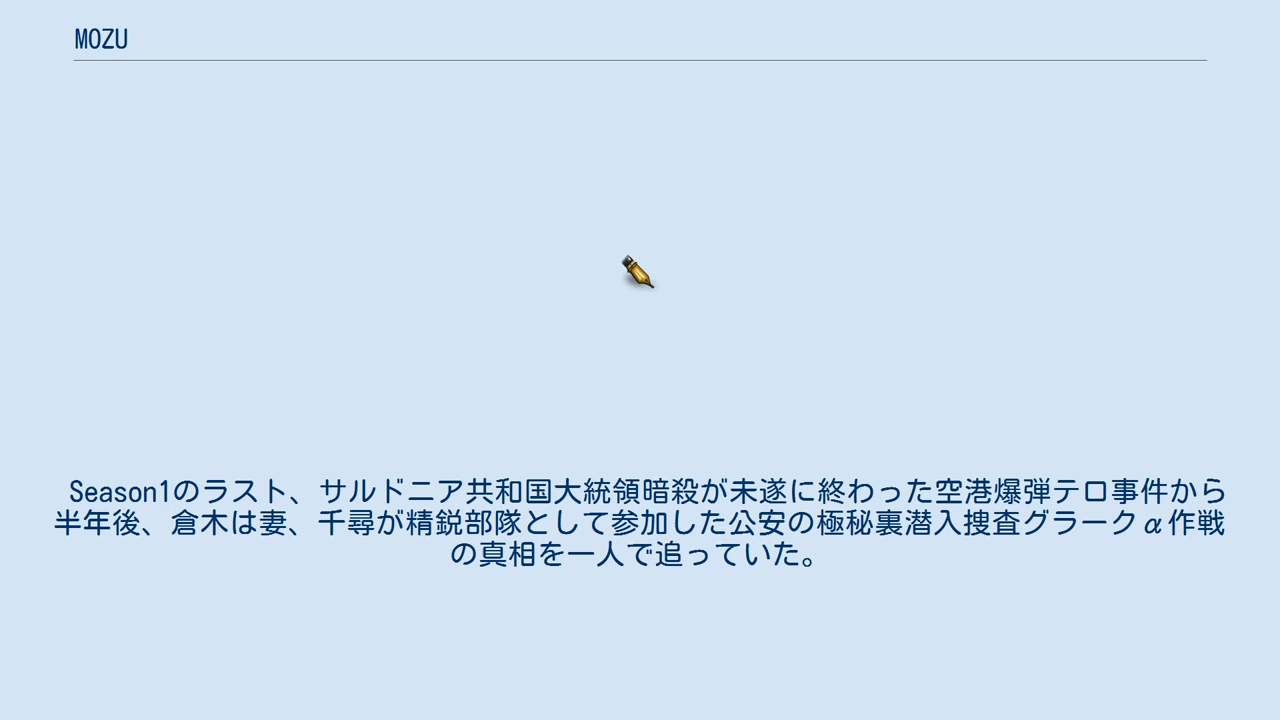 MOZU
Season1のラスト、サルドニア共和国大統領暗殺が未遂に終わった空港爆弾テロ事件から
半年後、倉木は妻、千尋が精鋭部隊として参加した公安の極秘裏潜入捜査グラークα作戦
の真相を一人で追っていた。